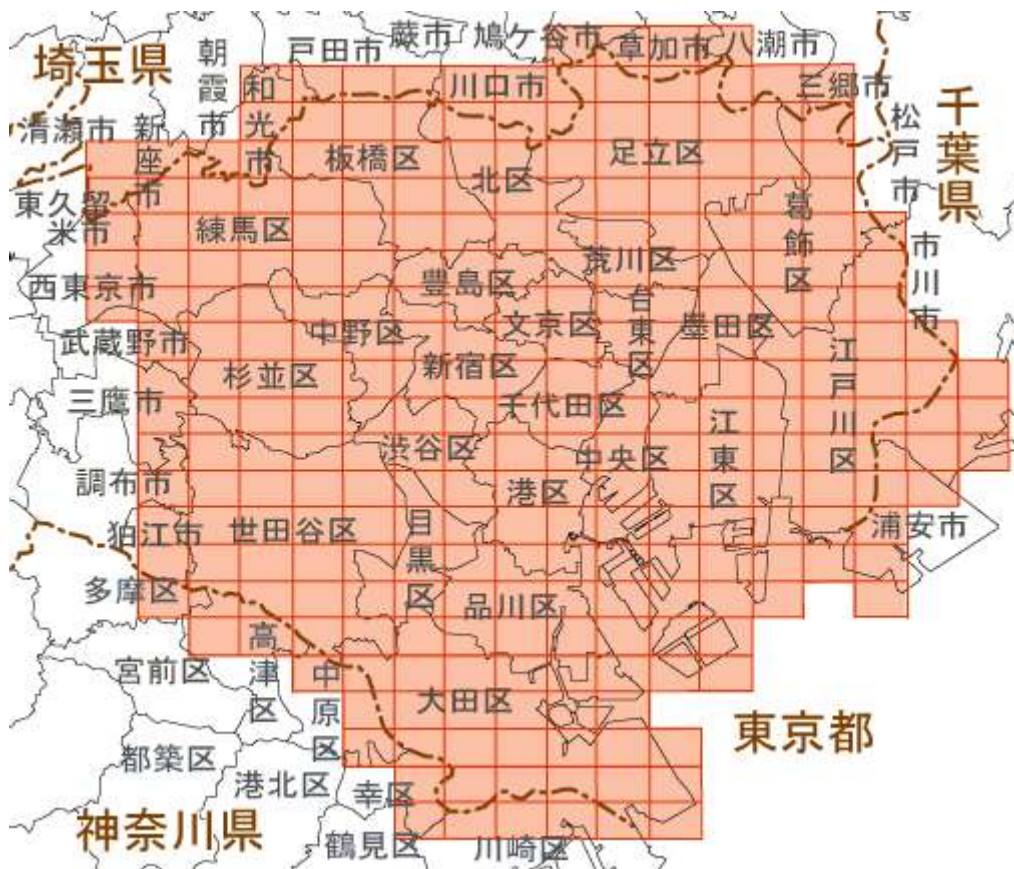 蕨市
鳩ケ谷市
草加市
八潮市
戸田市
朝霞市
埼玉県
和光市
川口市
三郷市
千葉県
清瀬市
新座市
松戸市
板橋区
北区
足立区
東久留米市
練馬区
葛飾区
市川市
荒川区
西東京市
豊島区
台東区
武蔵野市
中野区
文京区
墨田区
江戸川区
杉並区
新宿区
三鷹市
千代田区
江東区
渋谷区
中央区
調布市
港区
狛江市
世田谷区
目黒区
浦安市
多摩区
品川区
高津区
宮前区
中原区
大田区
東京都
都築区
港北区
幸区
神奈川県
鶴見区
川崎区